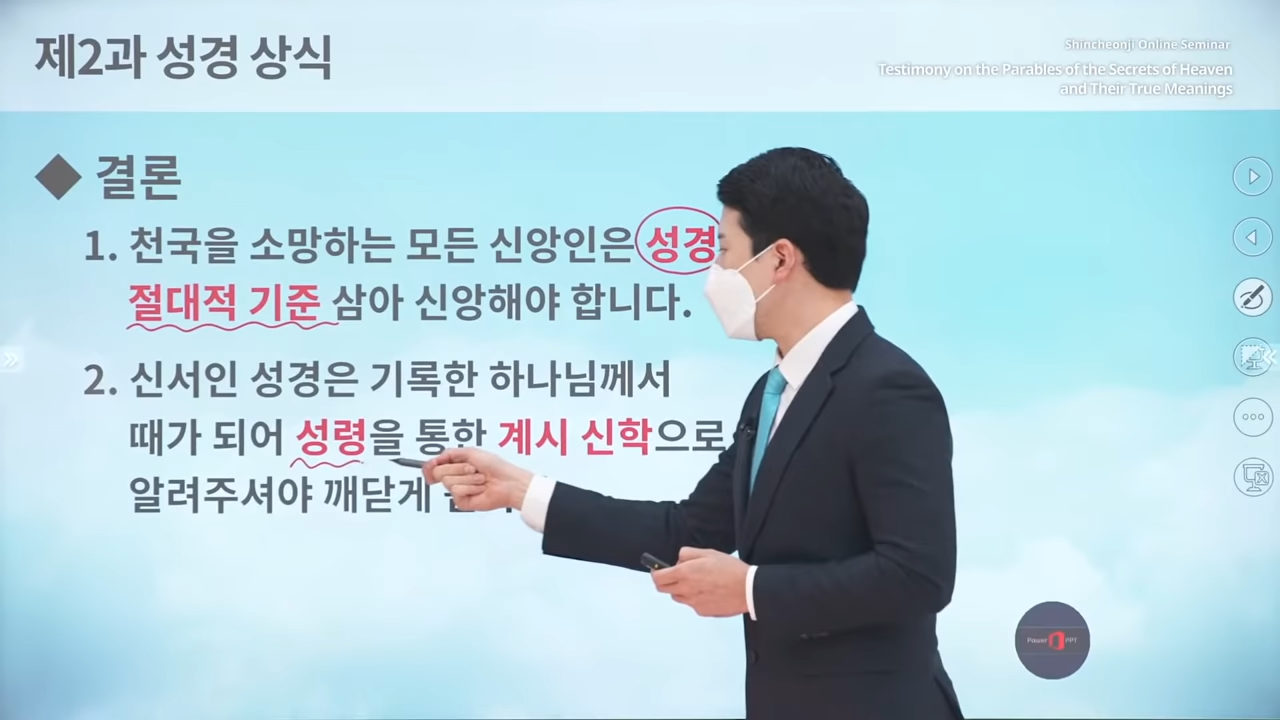 제2과 성경 상식
Shincheonji Online Seminar
Testimony on the Parables of the Secrets of Heaven
and Their True Meanings
결론
1. 천국을 소망하는 모든 신앙인은 성경
절대적 기준 삼아 신앙해야 합니다.
2. 신서인 성경은 기록한 하나님께서
때가 되어 성령을 통한 계시 신학으로
알려주셔야 깨닫게
Power PPT